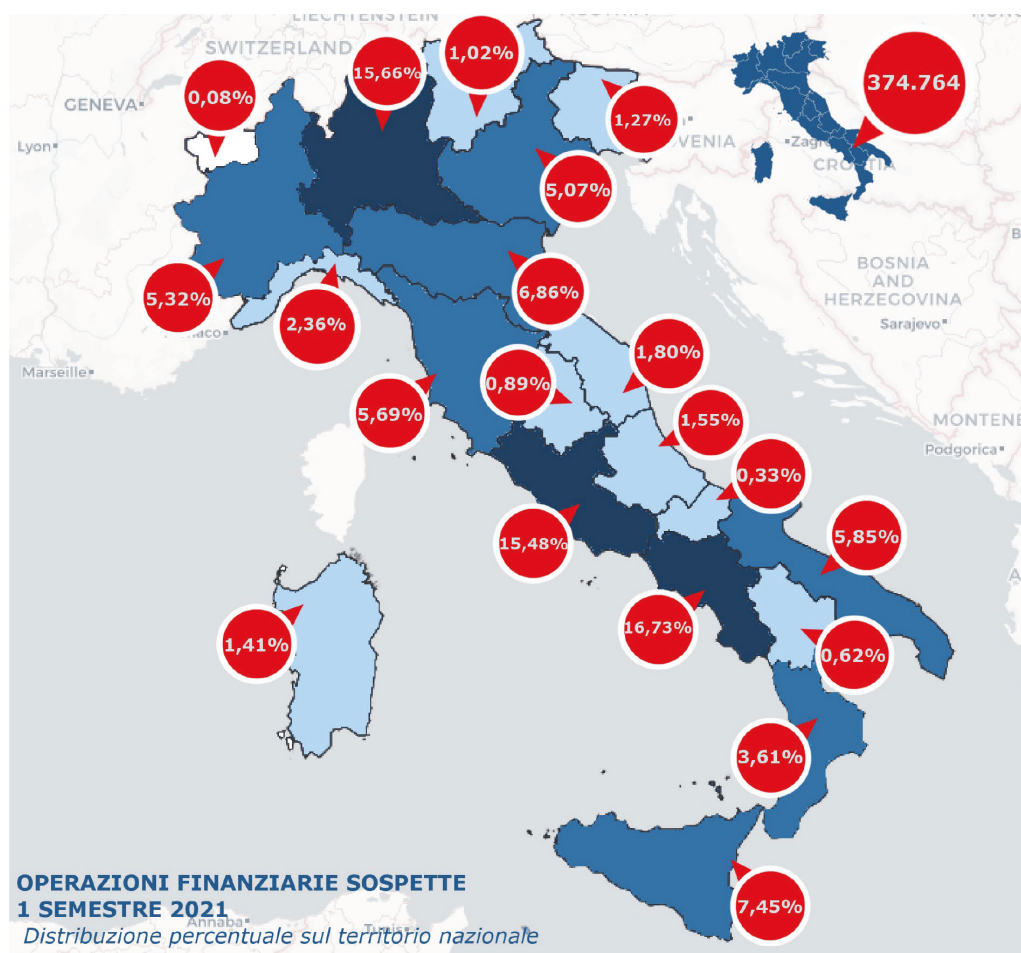 LIECHTENSTEIN
SWITZERLAND
1,02%
15,66%
0,08%
374.764
GENEVA
1,27%
Lyon
VENIA
Zagre
CROATIA
5,07%
BOSNIA
AND
HERZEGOVINA
5,32%
6,86%
2,36%
Sarajevo
1,80%
Marseille
0,89%
5,69%
1,55%
MONTENE
Podgorica
0,33%
5,85%
15,48%
16,73%
1,41%
0,62%
3,61%
OPERAZIONI FINANZIARIE SOSPETTE
1 SEMESTRE 2021
7,45%
Annaba
Tunis
Distribuzione percentuale sul territorio nazionale